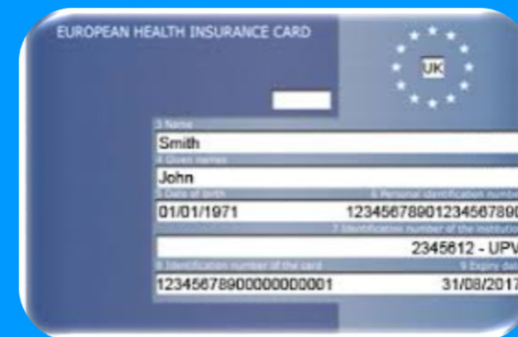 EUROPEAN HEALTH INSURANCE CARD
UK
3 Name
Smith
4 Given names
John
5 Date of birth 6 Personal identification number
01/01/1971 12345678901234567890
7 Identification number of the institution
2345612 - UPV
8 Identification number of the card 9 Expiry date
12345678900000000001 31/08/2017